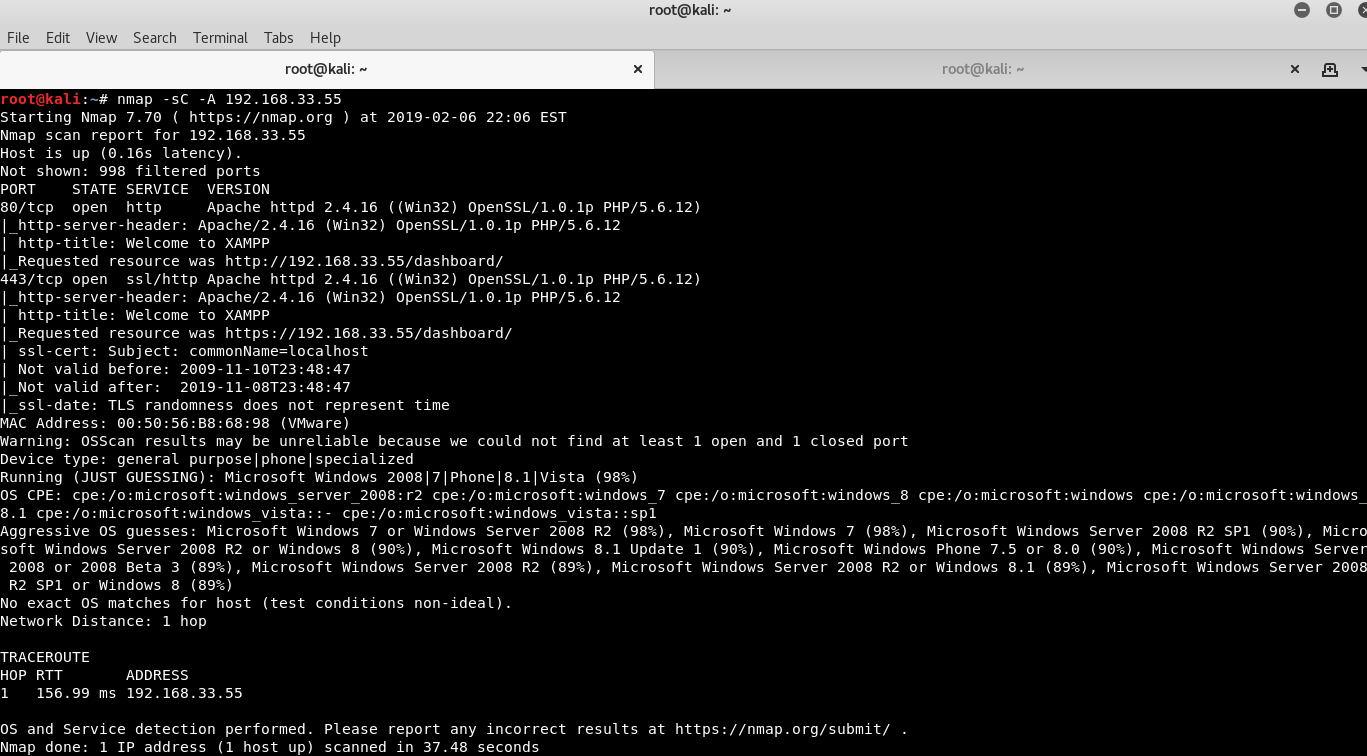 root@kali: ~
File Edit View Search Terminal Tabs Help
root@kali: ~ × root@kali: ~ ×
root@kali:~# nmap -sC -A 192.168.33.55
Starting Nmap 7.70 ( https://nmap.org ) at 2019-02-06 22:06 EST
Nmap scan report for 192.168.33.55
Host is up (0.16s latency).
Not shown: 998 filtered ports
PORT    STATE SERVICE  VERSION
80/tcp  open  http     Apache httpd 2.4.16 ((Win32) OpenSSL/1.0.1p PHP/5.6.12)
|_http-server-header: Apache/2.4.16 (Win32) OpenSSL/1.0.1p PHP/5.6.12
| http-title: Welcome to XAMPP
|_Requested resource was http://192.168.33.55/dashboard/
443/tcp open  ssl/http Apache httpd 2.4.16 ((Win32) OpenSSL/1.0.1p PHP/5.6.12)
|_http-server-header: Apache/2.4.16 (Win32) OpenSSL/1.0.1p PHP/5.6.12
| http-title: Welcome to XAMPP
|_Requested resource was https://192.168.33.55/dashboard/
| ssl-cert: Subject: commonName=localhost
| Not valid before: 2009-11-10T23:48:47
|_Not valid after:  2019-11-08T23:48:47
|_ssl-date: TLS randomness does not represent time
MAC Address: 00:50:56:B8:68:98 (VMware)
Warning: OSScan results may be unreliable because we could not find at least 1 open and 1 closed port
Device type: general purpose|phone|specialized
Running (JUST GUESSING): Microsoft Windows 2008|7|Phone|8.1|Vista (98%)
OS CPE: cpe:/o:microsoft:windows_server_2008:r2 cpe:/o:microsoft:windows_7 cpe:/o:microsoft:windows_8 cpe:/o:microsoft:windows cpe:/o:microsoft:windows_
8.1 cpe:/o:microsoft:windows_vista::- cpe:/o:microsoft:windows_vista::sp1
Aggressive OS guesses: Microsoft Windows 7 or Windows Server 2008 R2 (98%), Microsoft Windows 7 (98%), Microsoft Windows Server 2008 R2 SP1 (90%), Micro
soft Windows Server 2008 R2 or Windows 8 (90%), Microsoft Windows 8.1 Update 1 (90%), Microsoft Windows Phone 7.5 or 8.0 (90%), Microsoft Windows Server
 2008 or 2008 Beta 3 (89%), Microsoft Windows Server 2008 R2 (89%), Microsoft Windows Server 2008 R2 or Windows 8.1 (89%), Microsoft Windows Server 2008
 R2 SP1 or Windows 8 (89%)
No exact OS matches for host (test conditions non-ideal).
Network Distance: 1 hop
TRACEROUTE
HOP RTT       ADDRESS
1   156.99 ms 192.168.33.55
OS and Service detection performed. Please report any incorrect results at https://nmap.org/submit/ .
Nmap done: 1 IP address (1 host up) scanned in 37.48 seconds